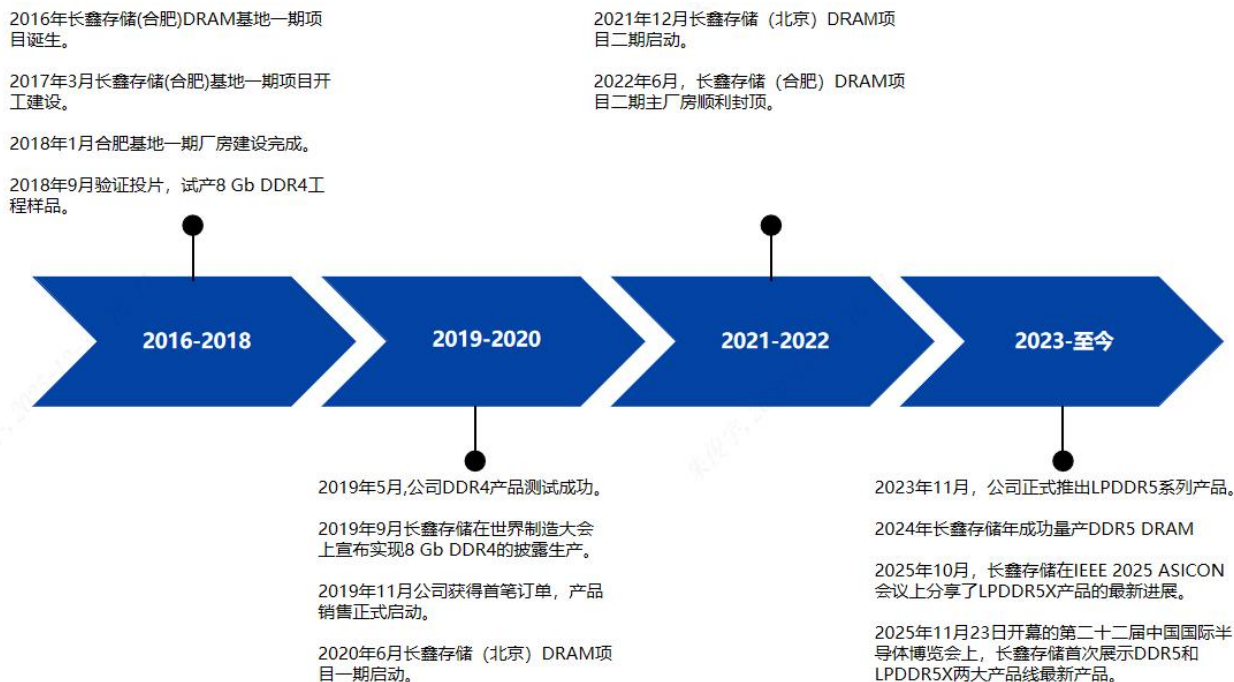 2016年长鑫存储(合肥)DRAM基地一期项
目诞生。
2017年3月长鑫存储(合肥)基地一期项目开
工建设。
2018年1月合肥基地一期厂房建设完成。
2018年9月验证投片，试产8 Gb DDR4工
程样品。
2021年12月长鑫存储（北京）DRAM项
目二期启动。
2022年6月，长鑫存储（合肥）DRAM项
目二期主厂房顺利封顶。
2016-2018
2019-2020
2021-2022
2023-至今
2019年5月,公司DDR4产品测试成功。
2019年9月长鑫存储在世界制造大会
上宣布实现8 Gb DDR4的披露生产。
2019年11月公司获得首笔订单，产品
销售正式启动。
2020年6月长鑫存储（北京）DRAM项
目一期启动。
2023年11月，公司正式推出LPDDR5系列产品。
2024年长鑫存储年成功量产DDR5 DRAM
2025年10月，长鑫存储在IEEE 2025 ASICON
会议上分享了LPDDR5X产品的最新进展。
2025年11月23日开幕的第二十二届中国国际半
导体博览会上，长鑫存储首次展示DDR5和
LPDDR5X两大产品线最新产品。